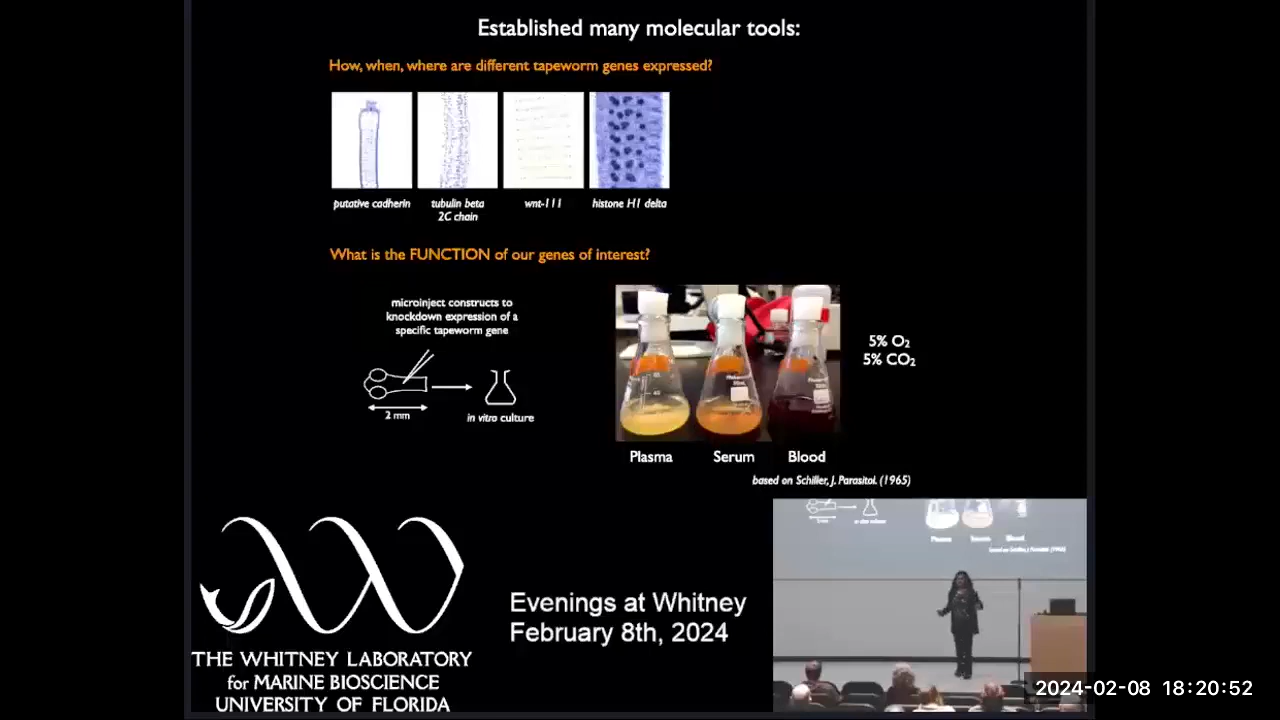 Established many molecular tools:
How, when, where are different tapeworm genes expressed?
putative cadherin
tubulin beta
2C chain
wnt-111
histone H1 delta
What is the FUNCTION of our genes of interest?
microinject constructs to
knockdown expression of a
specific tapeworm gene
2 mm
in vitro culture
5% O₂
5% CO₂
Plasma
Serum
Blood
based on Schiller, J. Parasitol. (1965)
Plasma
Serum
Blood
THE WHITNEY LABORATORY
for MARINE BIOSCIENCE
UNIVERSITY OF FLORIDA
Evenings at Whitney
February 8th, 2024
2024-02-08 18:20:52